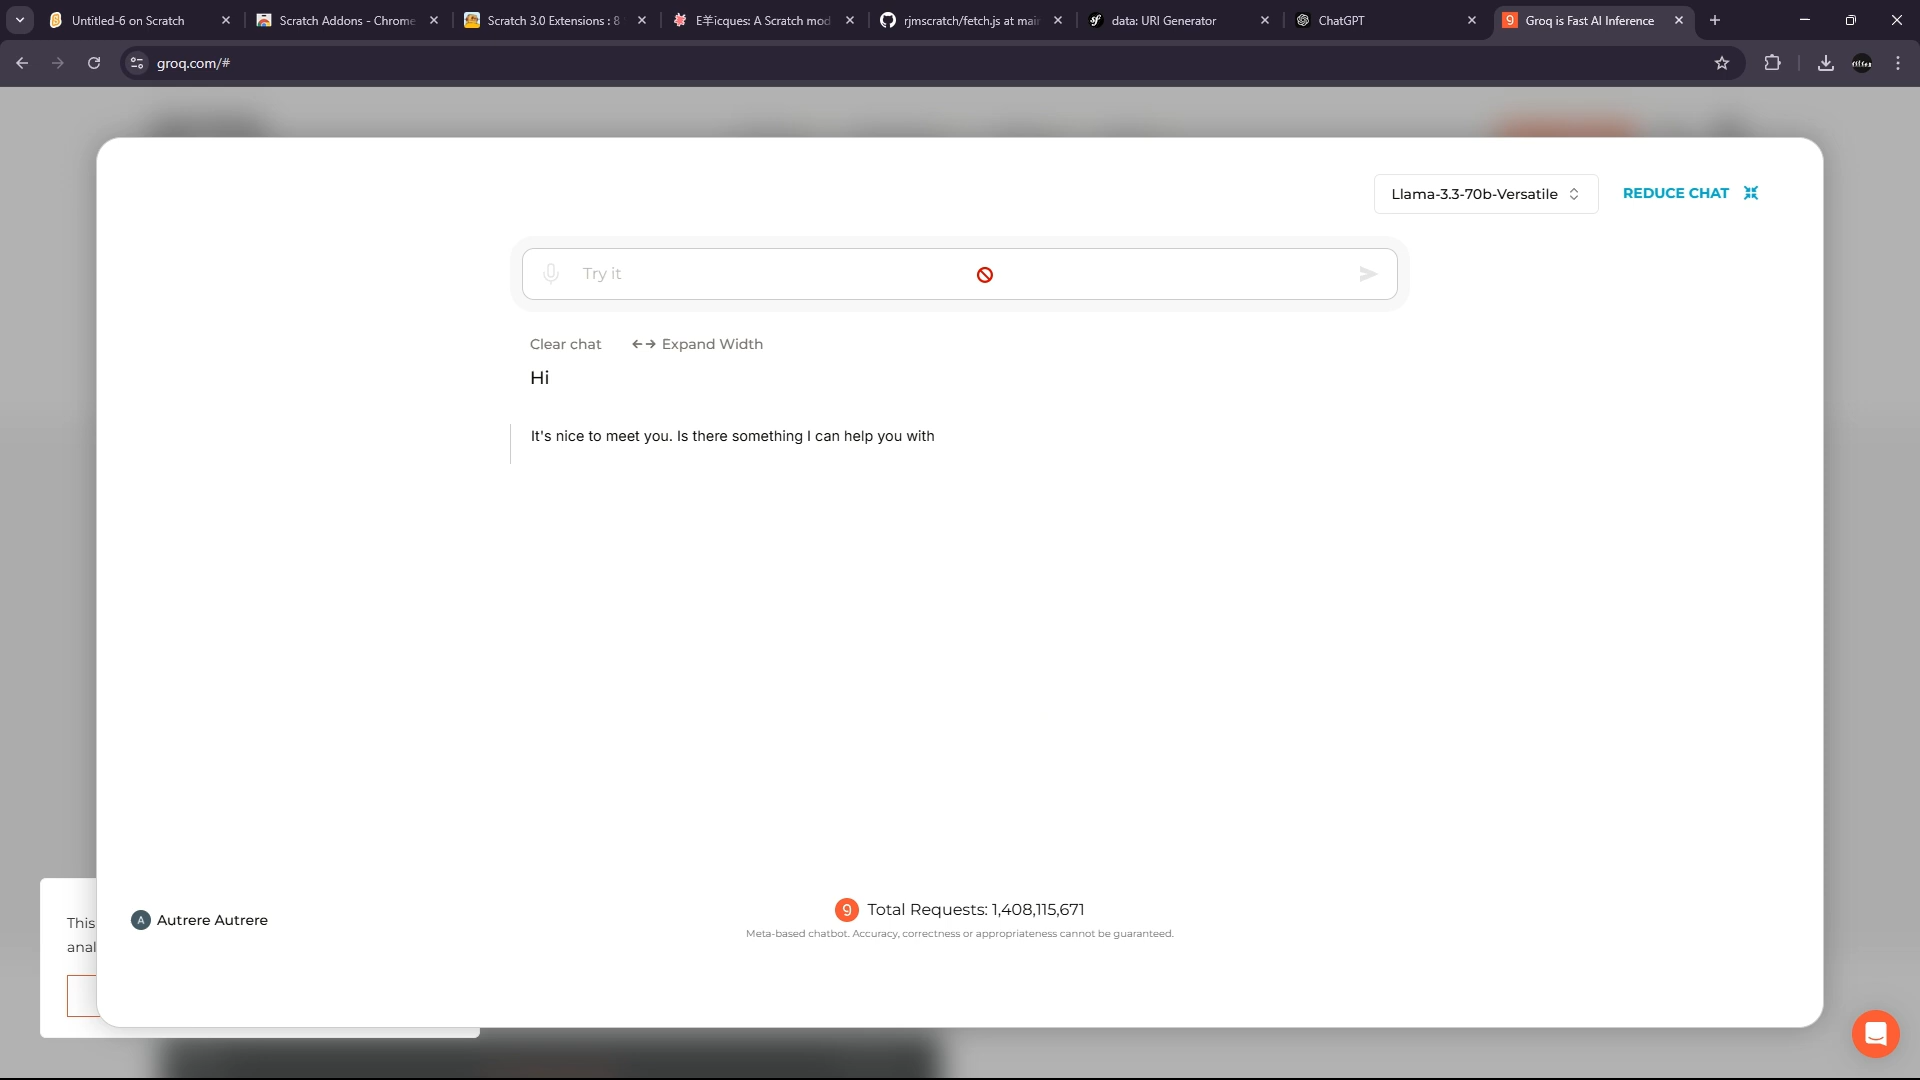 Untitled-6 on Scratch
Scratch Addons - Chrome
Scratch 3.0 Extensions : 8
E羊icques: A Scratch mod
rjmscratch/fetch.js at main
data: URI Generator
ChatGPT
Groq is Fast AI Inference
groq.com/#
Llama-3.3-70b-Versatile
REDUCE CHAT
Try it
Clear chat
Expand Width
Hi
It's nice to meet you. Is there something I can help you with
This
anal
A Autrere Autrere
Total Requests: 1,408,115,671
Meta-based chatbot. Accuracy, correctness or appropriateness cannot be guaranteed.